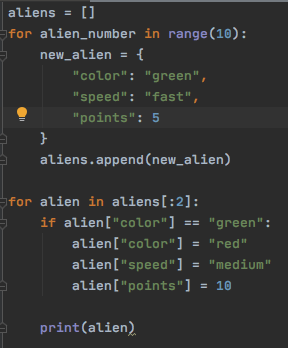 aliens = []
for alien_number in range(10):
    new_alien = {
        "color": "green",
        "speed": "fast",
        "points": 5
    }
    aliens.append(new_alien)

for alien in aliens[:2]:
    if alien["color"] == "green":
        alien["color"] = "red"
        alien["speed"] = "medium"
        alien["points"] = 10

    print(alien)